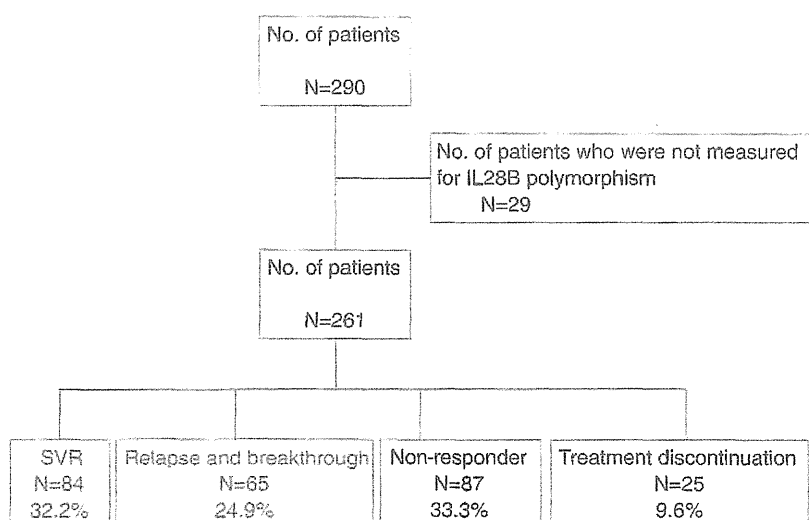 No. of patients
N=290
No. of patients who were not measured
for IL28B polymorphism
N=29
No. of patients
N=261
SVR
N=84
32.2%
Relapse and breakthrough
N=65
24.9%
Non-responder
N=87
33.3%
Treatment discontinuation
N=25
9.6%